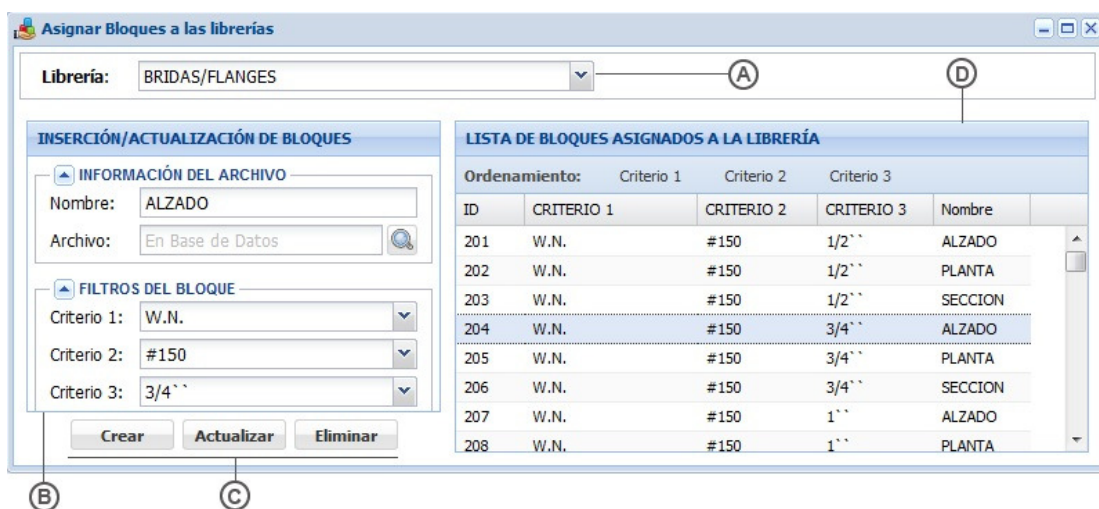 Asignar Bloques a las librerías
Librería: BRIDAS/FLANGES
A
D
INSERCIÓN/ACTUALIZACIÓN DE BLOQUES
INFORMACIÓN DEL ARCHIVO
Nombre: ALZADO
Archivo: En Base de Datos
FILTROS DEL BLOQUE
Criterio 1: W.N.
Criterio 2: #150
Criterio 3: 3/4``
Crear Actualizar Eliminar
B
C
LISTA DE BLOQUES ASIGNADOS A LA LIBRERÍA
Ordenamiento: Criterio 1 Criterio 2 Criterio 3
ID CRITERIO 1 CRITERIO 2 CRITERIO 3 Nombre
201 W.N. #150 1/2`` ALZADO
202 W.N. #150 1/2`` PLANTA
203 W.N. #150 1/2`` SECCION
204 W.N. #150 3/4`` ALZADO
205 W.N. #150 3/4`` PLANTA
206 W.N. #150 3/4`` SECCION
207 W.N. #150 1`` ALZADO
208 W.N. #150 1`` PLANTA